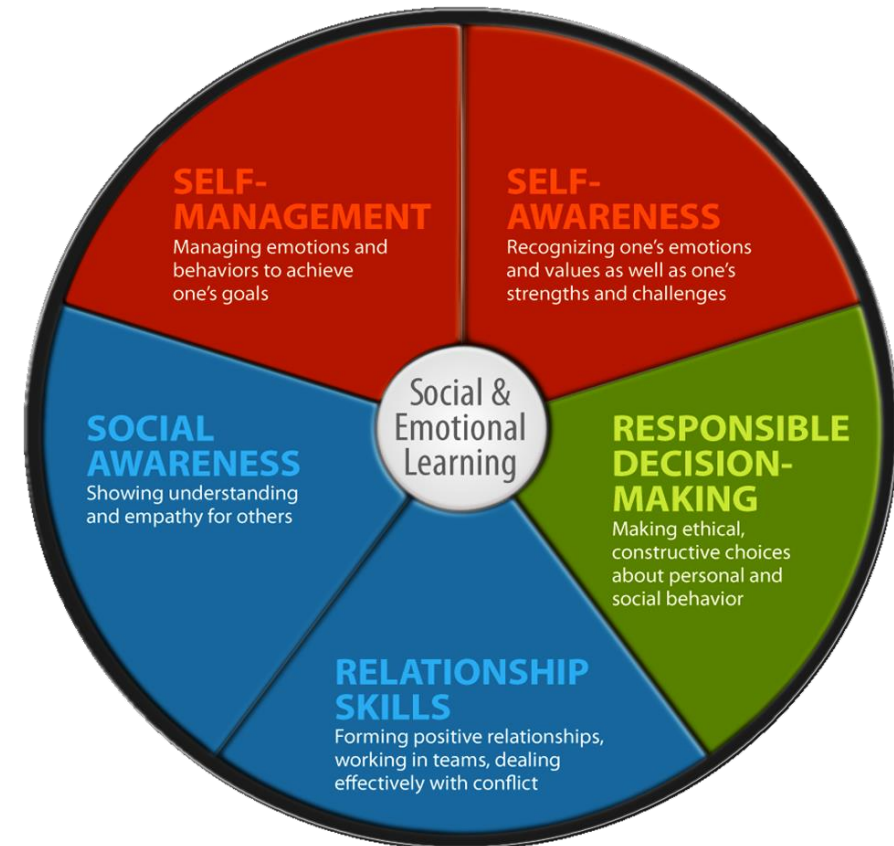 SELF-
MANAGEMENT
Managing emotions and
behaviors to achieve
one’s goals
SELF-
AWARENESS
Recognizing one’s emotions
and values as well as one’s
strengths and challenges
Social &
Emotional
Learning
SOCIAL
AWARENESS
Showing understanding
and empathy for others
RESPONSIBLE
DECISION-
MAKING
Making ethical,
constructive choices
about personal and
social behavior
RELATIONSHIP
SKILLS
Forming positive relationships,
working in teams, dealing
effectively with conflict